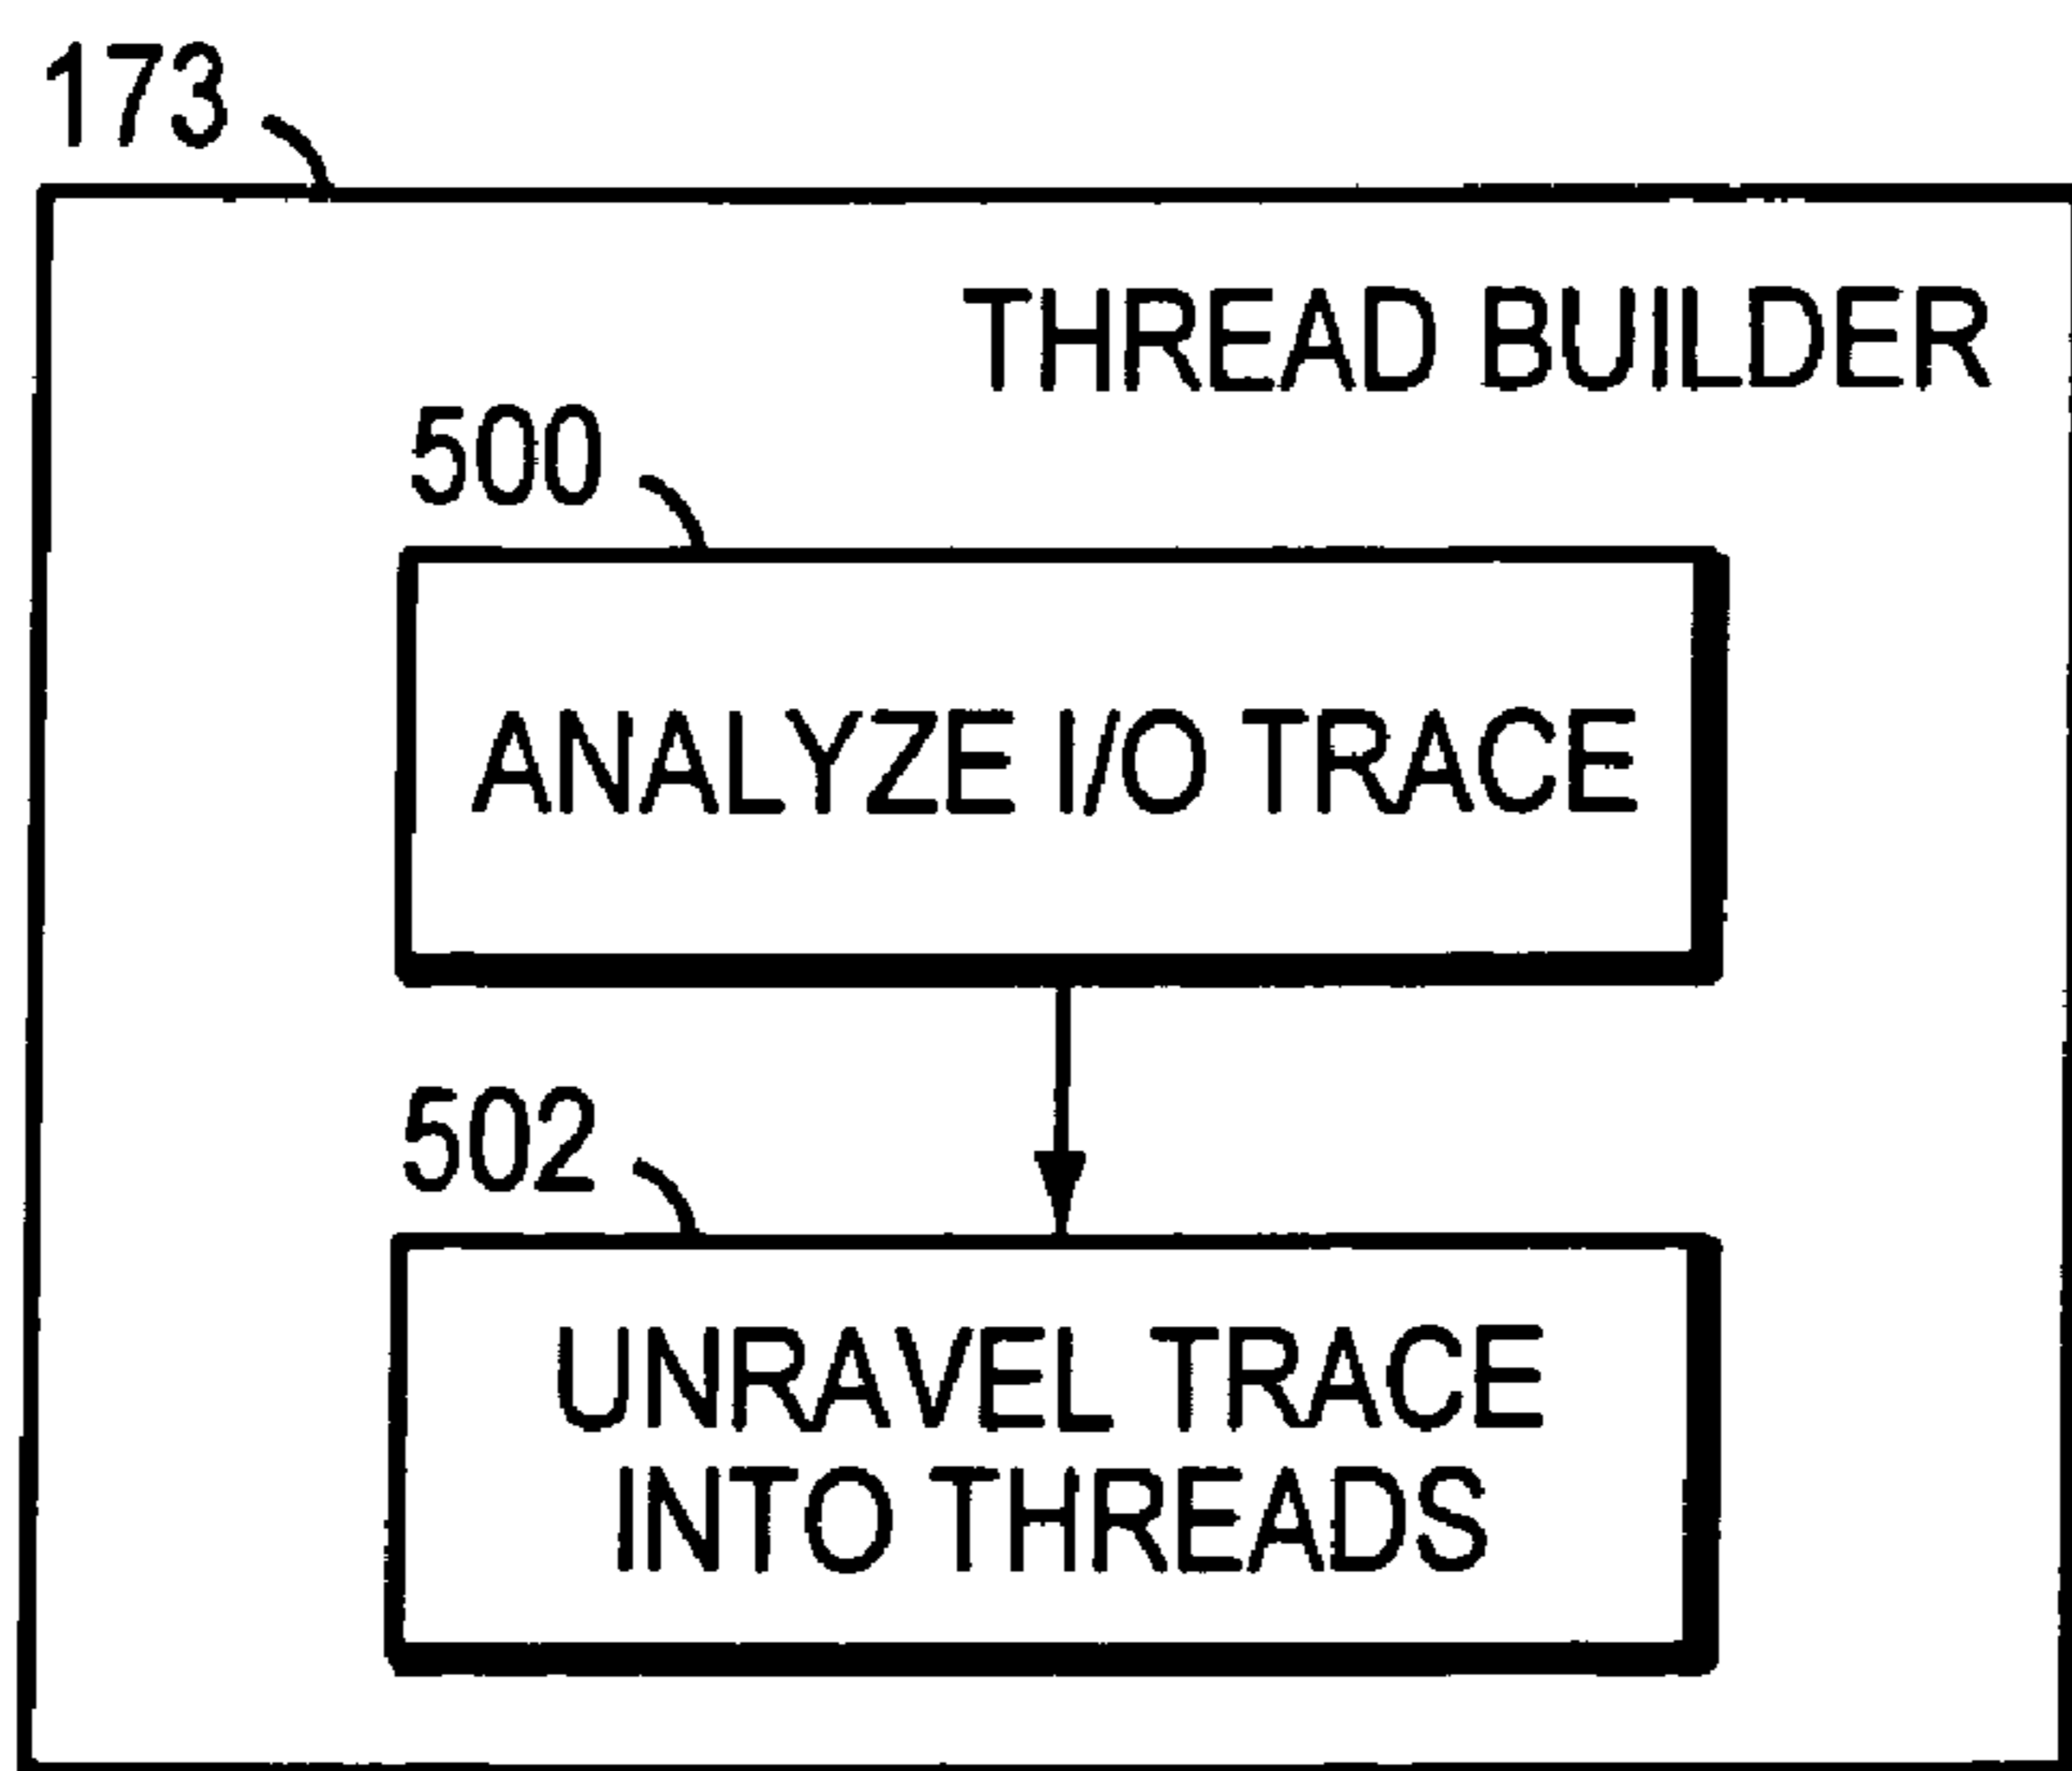 173
THREAD BUILDER
500
ANALYZE I/O TRACE
502
UNRAVEL TRACE
INTO THREADS